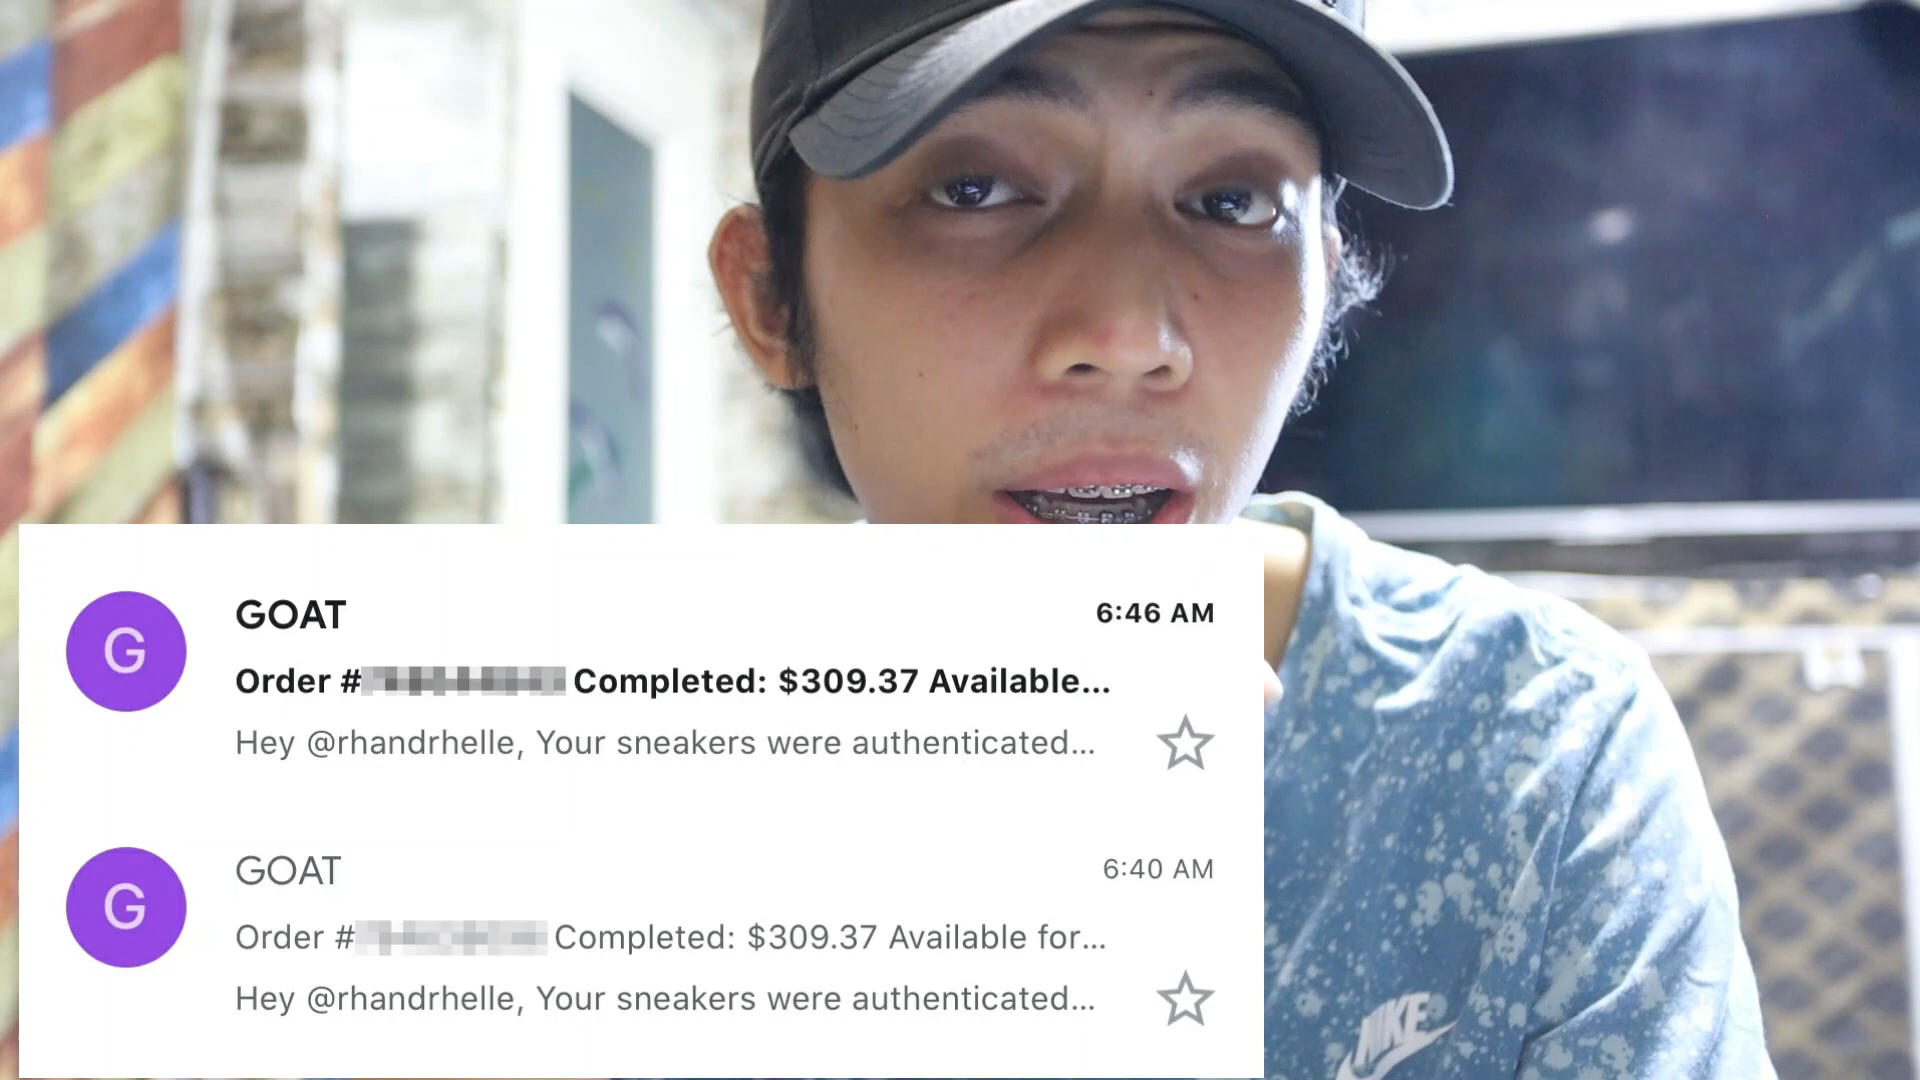 GOAT
6:46 AM
G
Order # Completed: $309.37 Available...
Hey @rhandrhelle, Your sneakers were authenticated...
GOAT
6:40 AM
G
Order # Completed: $309.37 Available for...
Hey @rhandrhelle, Your sneakers were authenticated...
NIKE